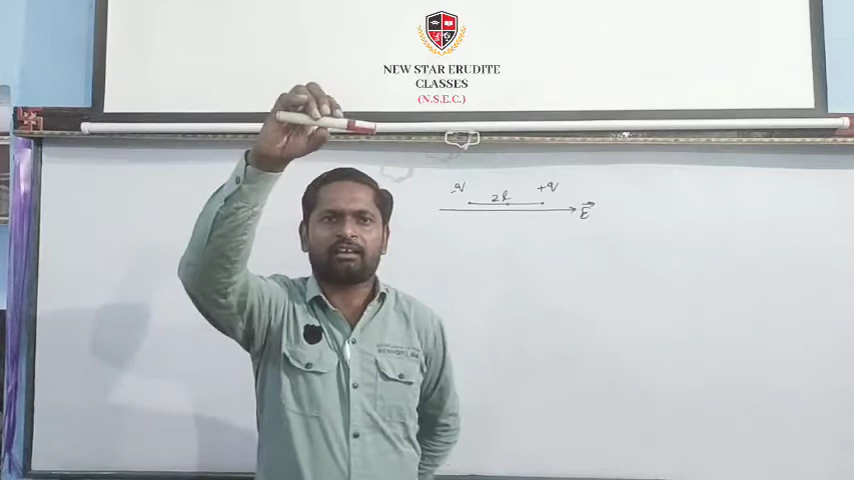 NEW STAR ERUDITE
CLASSES
(N.S.E.C.)
-q 2l +q
E⃗